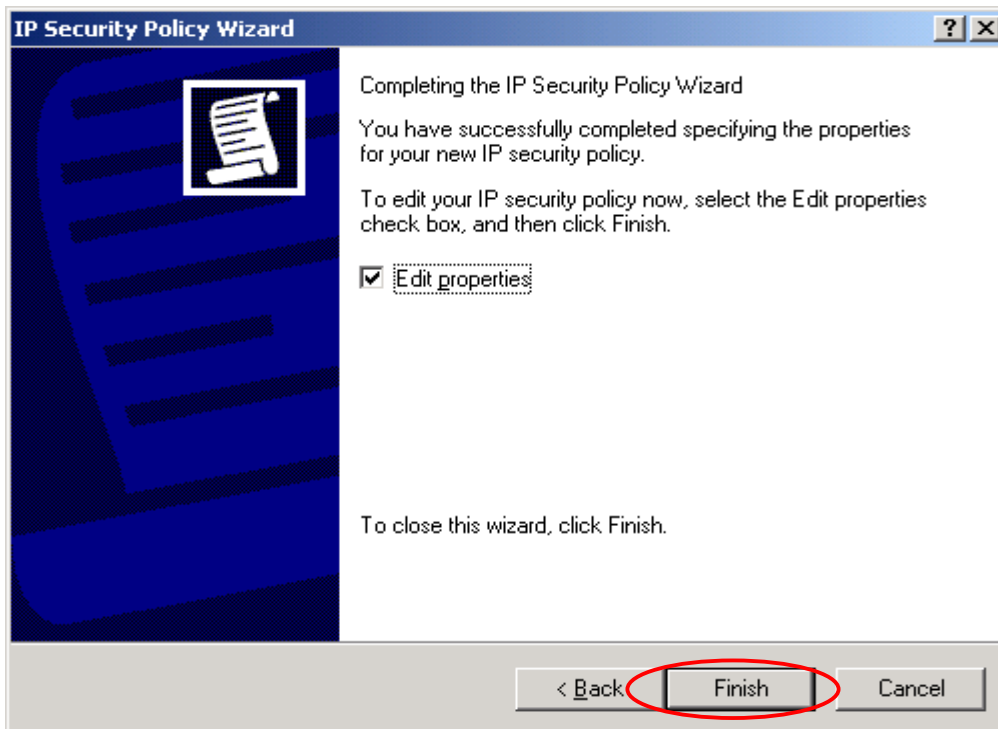 IP Security Policy Wizard
Completing the IP Security Policy Wizard
You have successfully completed specifying the properties
for your new IP security policy.
To edit your IP security policy now, select the Edit properties
check box, and then click Finish.
Edit properties
To close this wizard, click Finish.
< Back Finish Cancel